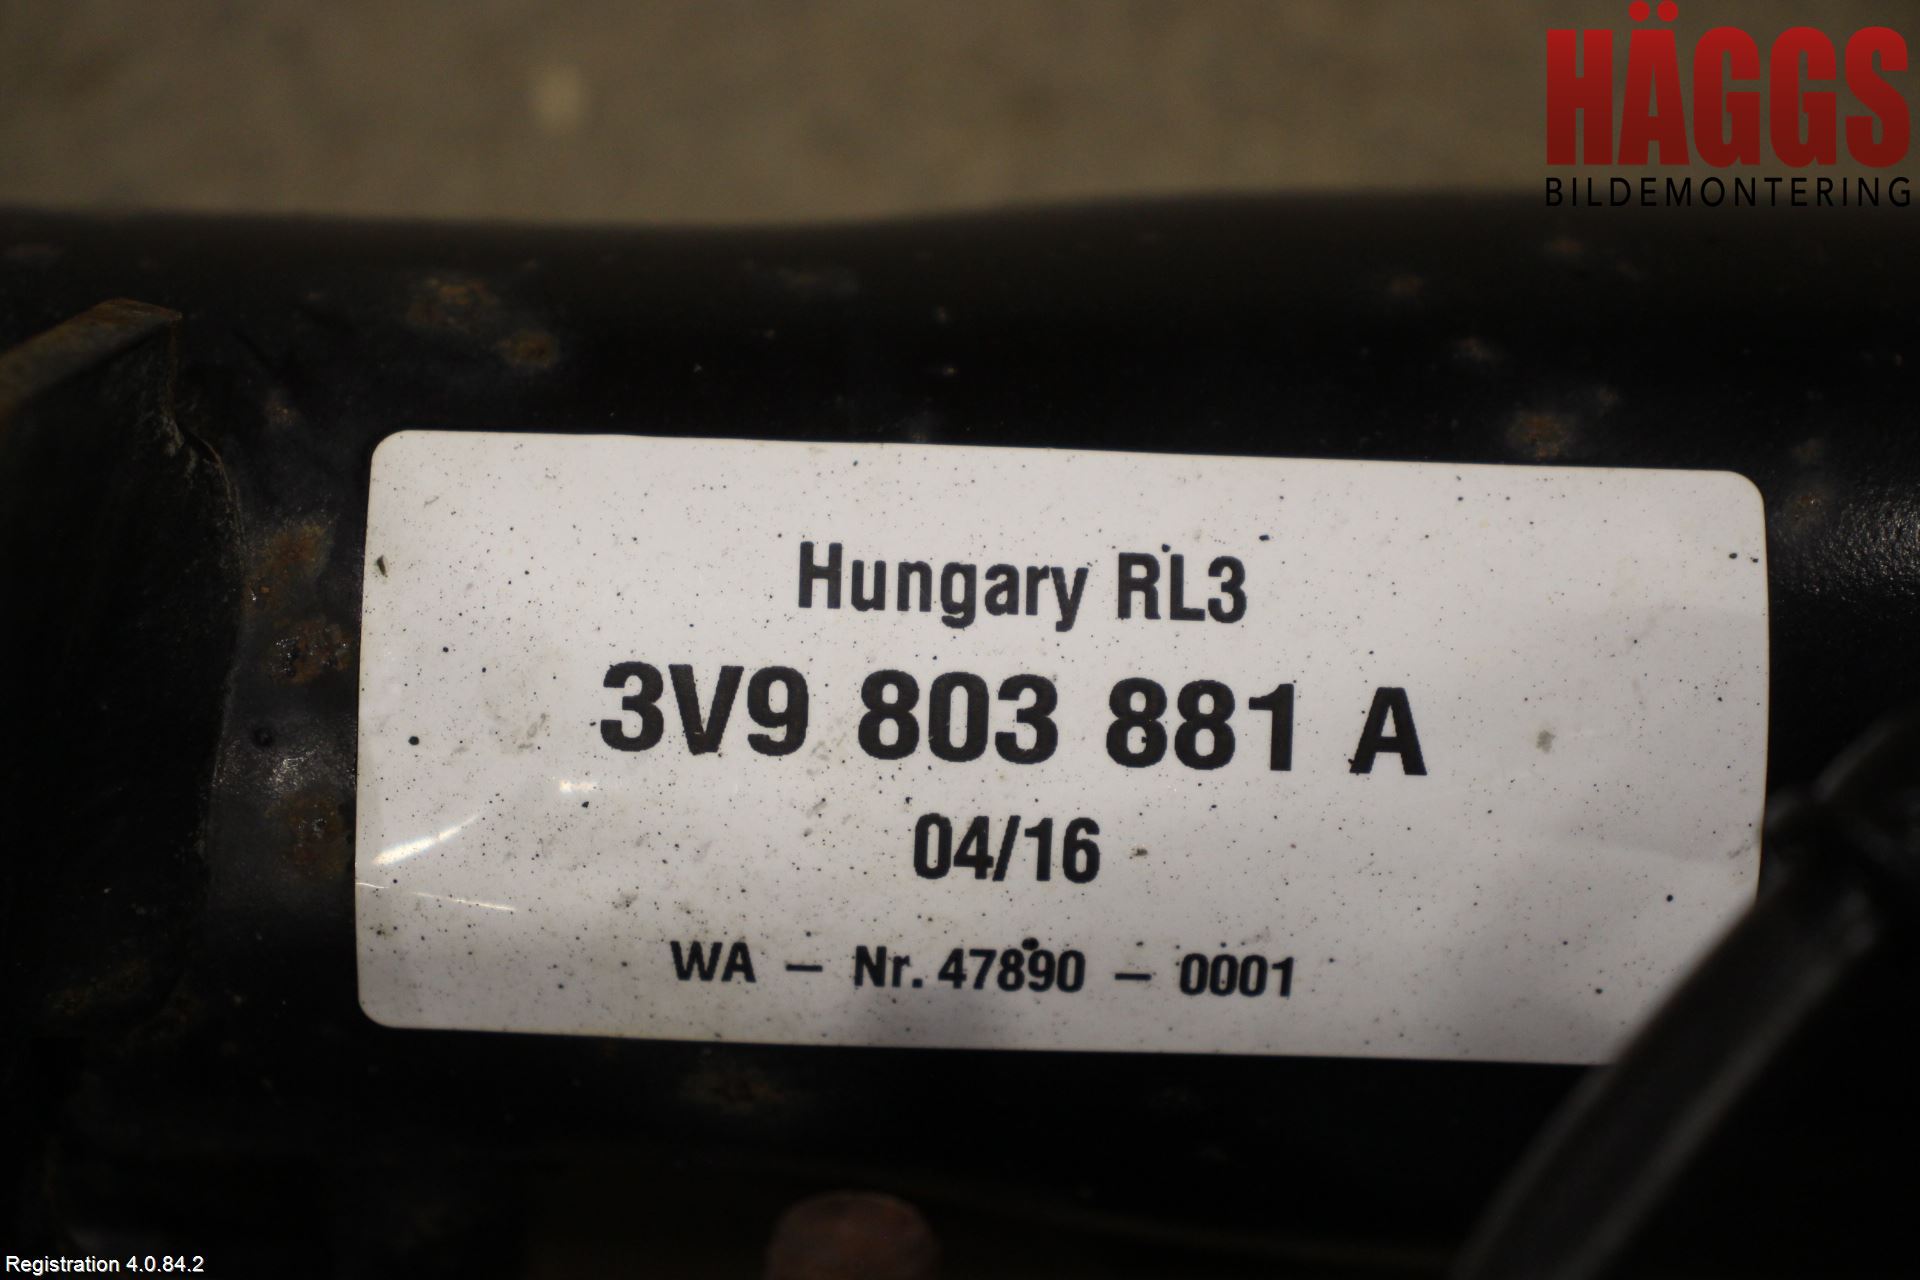 HÄGGS
BILDEMONTERING
Hungary RL3
3V9 803 881 A
04/16
WA – Nr. 47890 – 0001
Registration 4.0.84.2